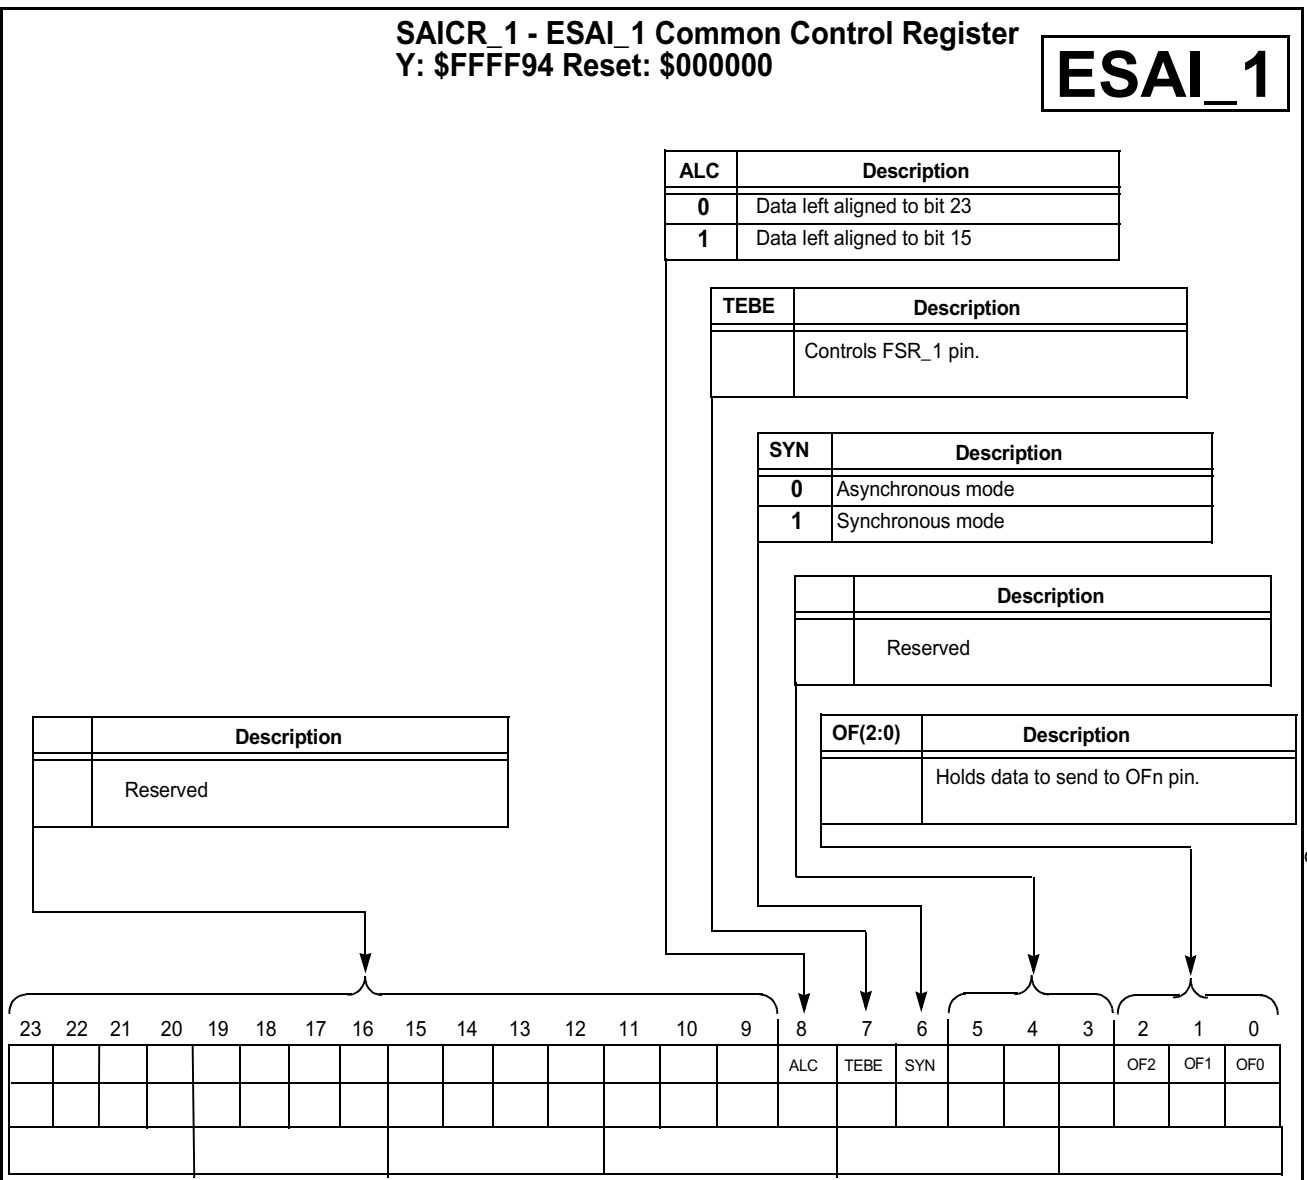 SAICR_1 - ESAI_1 Common Control Register
Y: $FFFF94 Reset: $000000
ESAI_1
ALC Description
0 Data left aligned to bit 23
1 Data left aligned to bit 15
TEBE Description
Controls FSR_1 pin.
SYN Description
0 Asynchronous mode
1 Synchronous mode
Description
Reserved
OF(2:0) Description
Holds data to send to OFn pin.
Description
Reserved
23 22 21 20 19 18 17 16 15 14 13 12 11 10 9 8 7 6 5 4 3 2 1 0
ALC TEBE SYN OF2 OF1 OF0